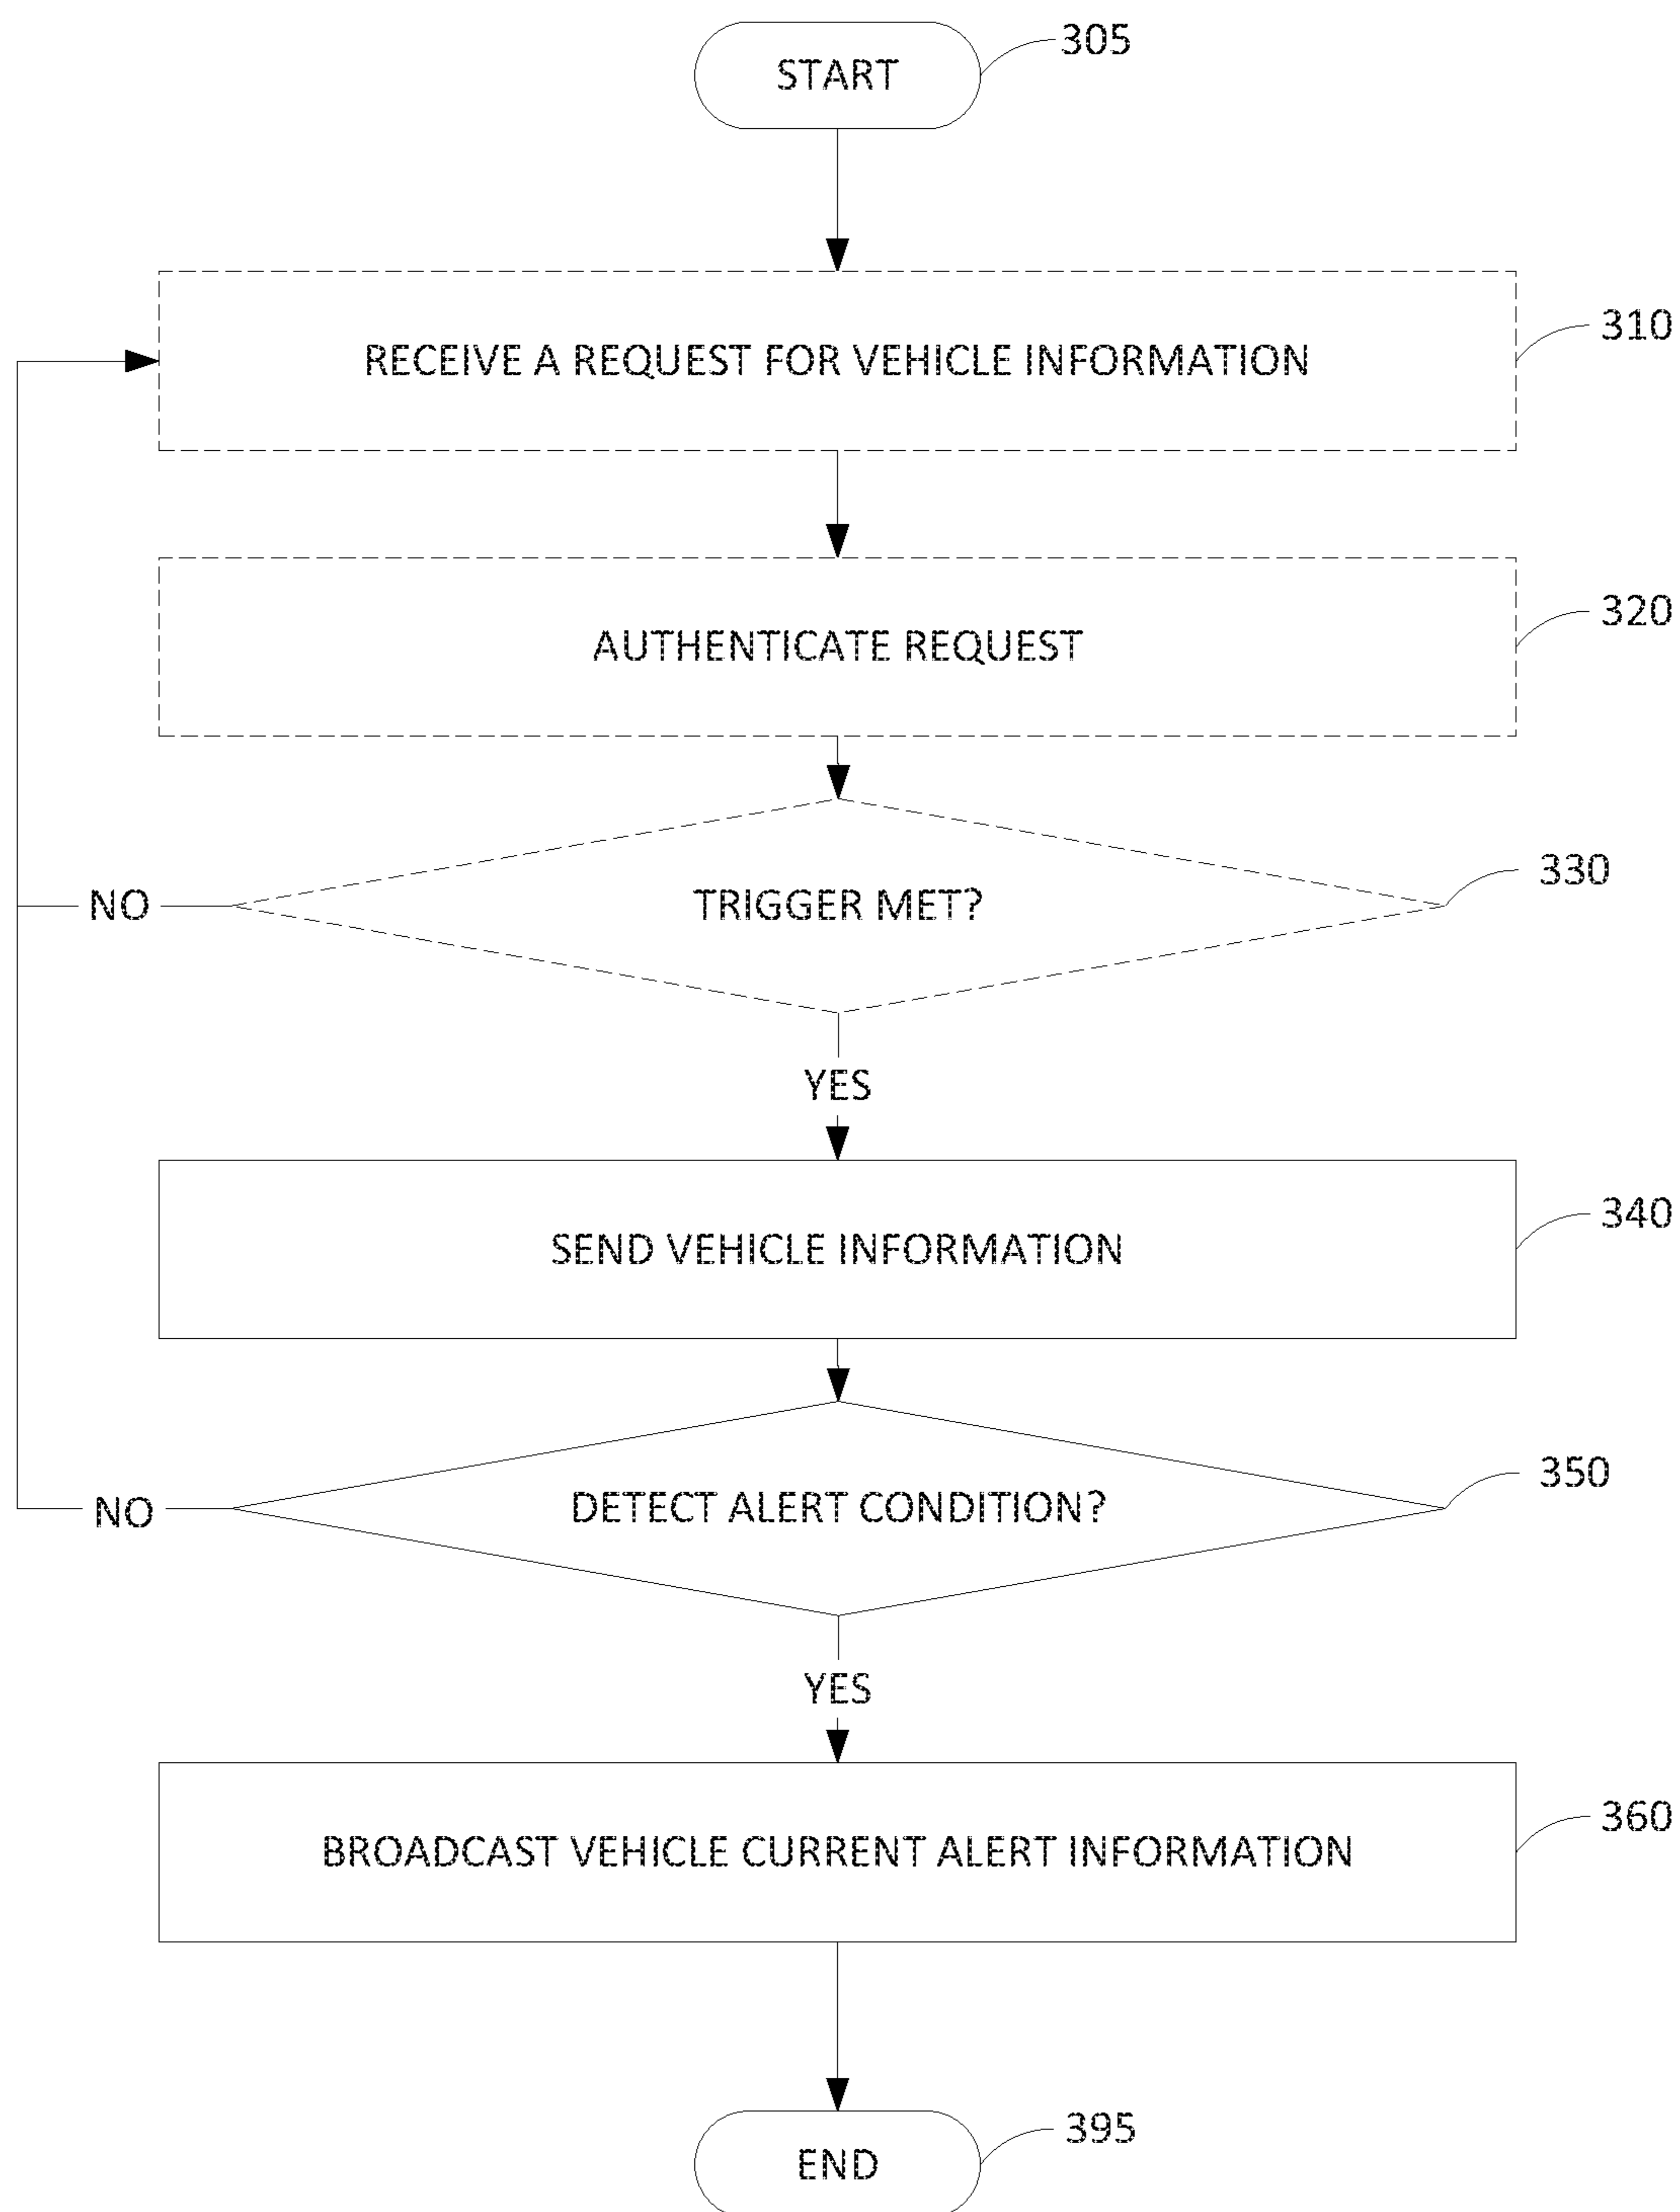 START
305
RECEIVE A REQUEST FOR VEHICLE INFORMATION
310
AUTHENTICATE REQUEST
320
TRIGGER MET?
330
NO
YES
SEND VEHICLE INFORMATION
340
DETECT ALERT CONDITION?
350
NO
YES
BROADCAST VEHICLE CURRENT ALERT INFORMATION
360
END
395